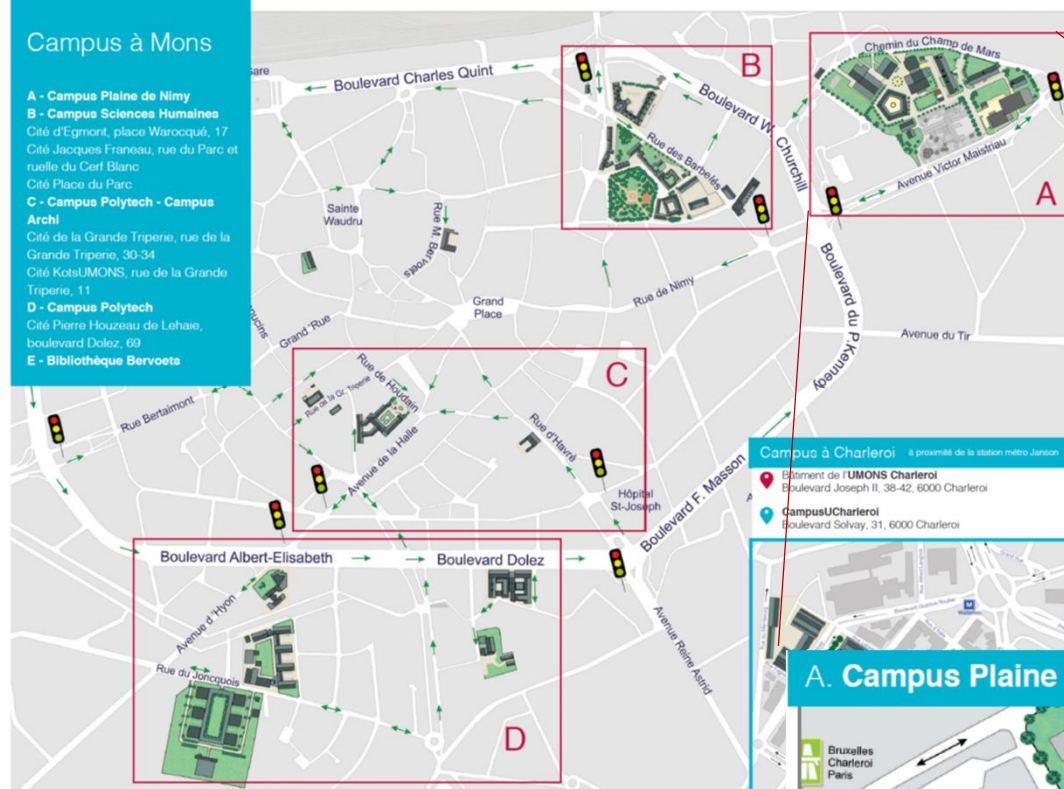 Campus à Mons
A - Campus Plaine de Nimy
B - Campus Sciences Humaines
Cité d'Egmont, place Warocqué, 17
Cité Jacques Franeau, rue du Parc et
ruelle du Cerf Blanc
Cité Place du Parc
C - Campus Polytech - Campus
Archi
Cité de la Grande Triperie, rue de la
Grande Triperie, 30-34
Cité KotsUMONS, rue de la Grande
Triperie, 11
D - Campus Polytech
Cité Pierre Houzeau de Lehaie,
boulevard Dolez, 69
E - Bibliothèque Bervoets
Boulevard Charles Quint
B
Boulevard W. Churchill
Rue des Barbelés
Chemin du Champ de Mars
Avenue Victor Maistriau
A
Sainte
Waudru
Rue M. Bervoets
Grand
Place
Rue de Nimy
Boulevard du P. Kennedy
Avenue du Tir
Grand 'Rue
Rue Bertaimont
C
Rue de Houdain
Rue de la Gr. Triperie
Avenue de la Halle
Rue d'Havré
Hôpital
St-Joseph
Boulevard F. Masson
Boulevard Albert-Elisabeth
Boulevard Dolez
Avenue d'Hyon
Rue du Joncquois
Avenue Reine Astrid
D
Campus à Charleroi à proximité de la station métro Janson
Bâtiment de l'UMONS Charleroi
Boulevard Joseph II, 38-42, 6000 Charleroi
CampusUCharleroi
Boulevard Solvay, 31, 6000 Charleroi
M
A. Campus Plaine
Bruxelles
Charleroi
Paris